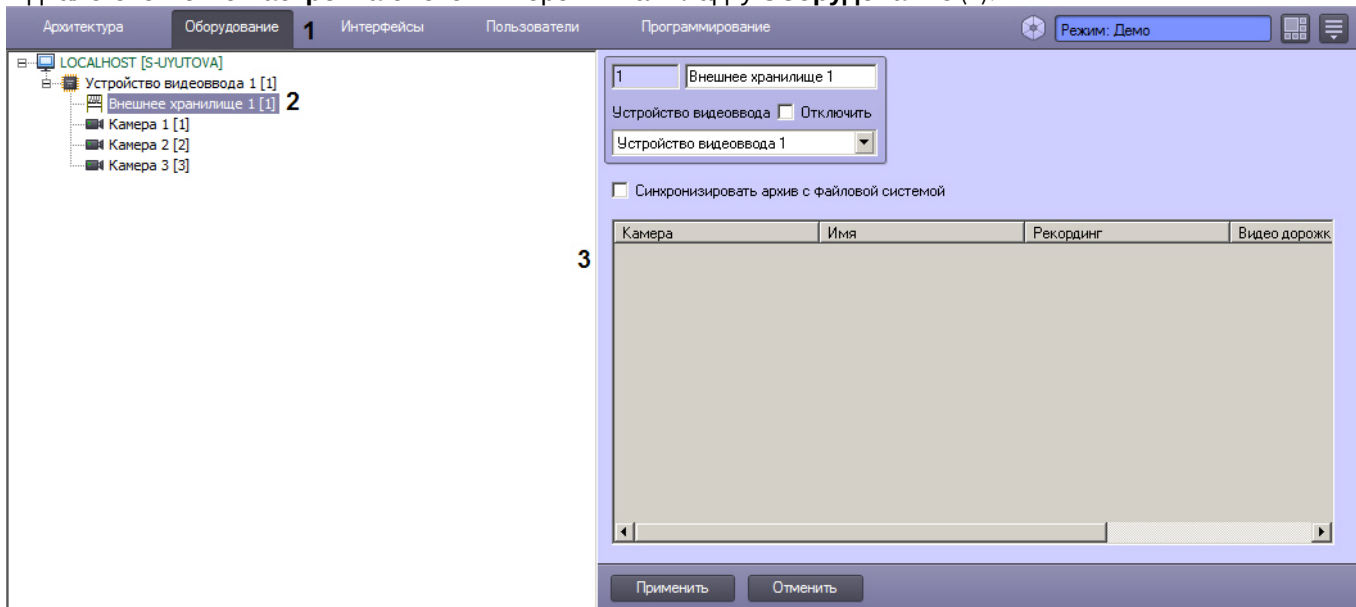 Архитектура Оборудование 1 Интерфейсы Пользователи Программирование Режим: Демо
LOCALHOST [S-UYUTOVA]
Устройство видеоввода 1 [1]
Внешнее хранилище 1 [1] 2
Камера 1 [1]
Камера 2 [2]
Камера 3 [3]
3
1 Внешнее хранилище 1
Устройство видеоввода Отключить
Устройство видеоввода 1
Синхронизировать архив с файловой системой
Камера Имя Рекординг Видео дорожк
Применить Отменить